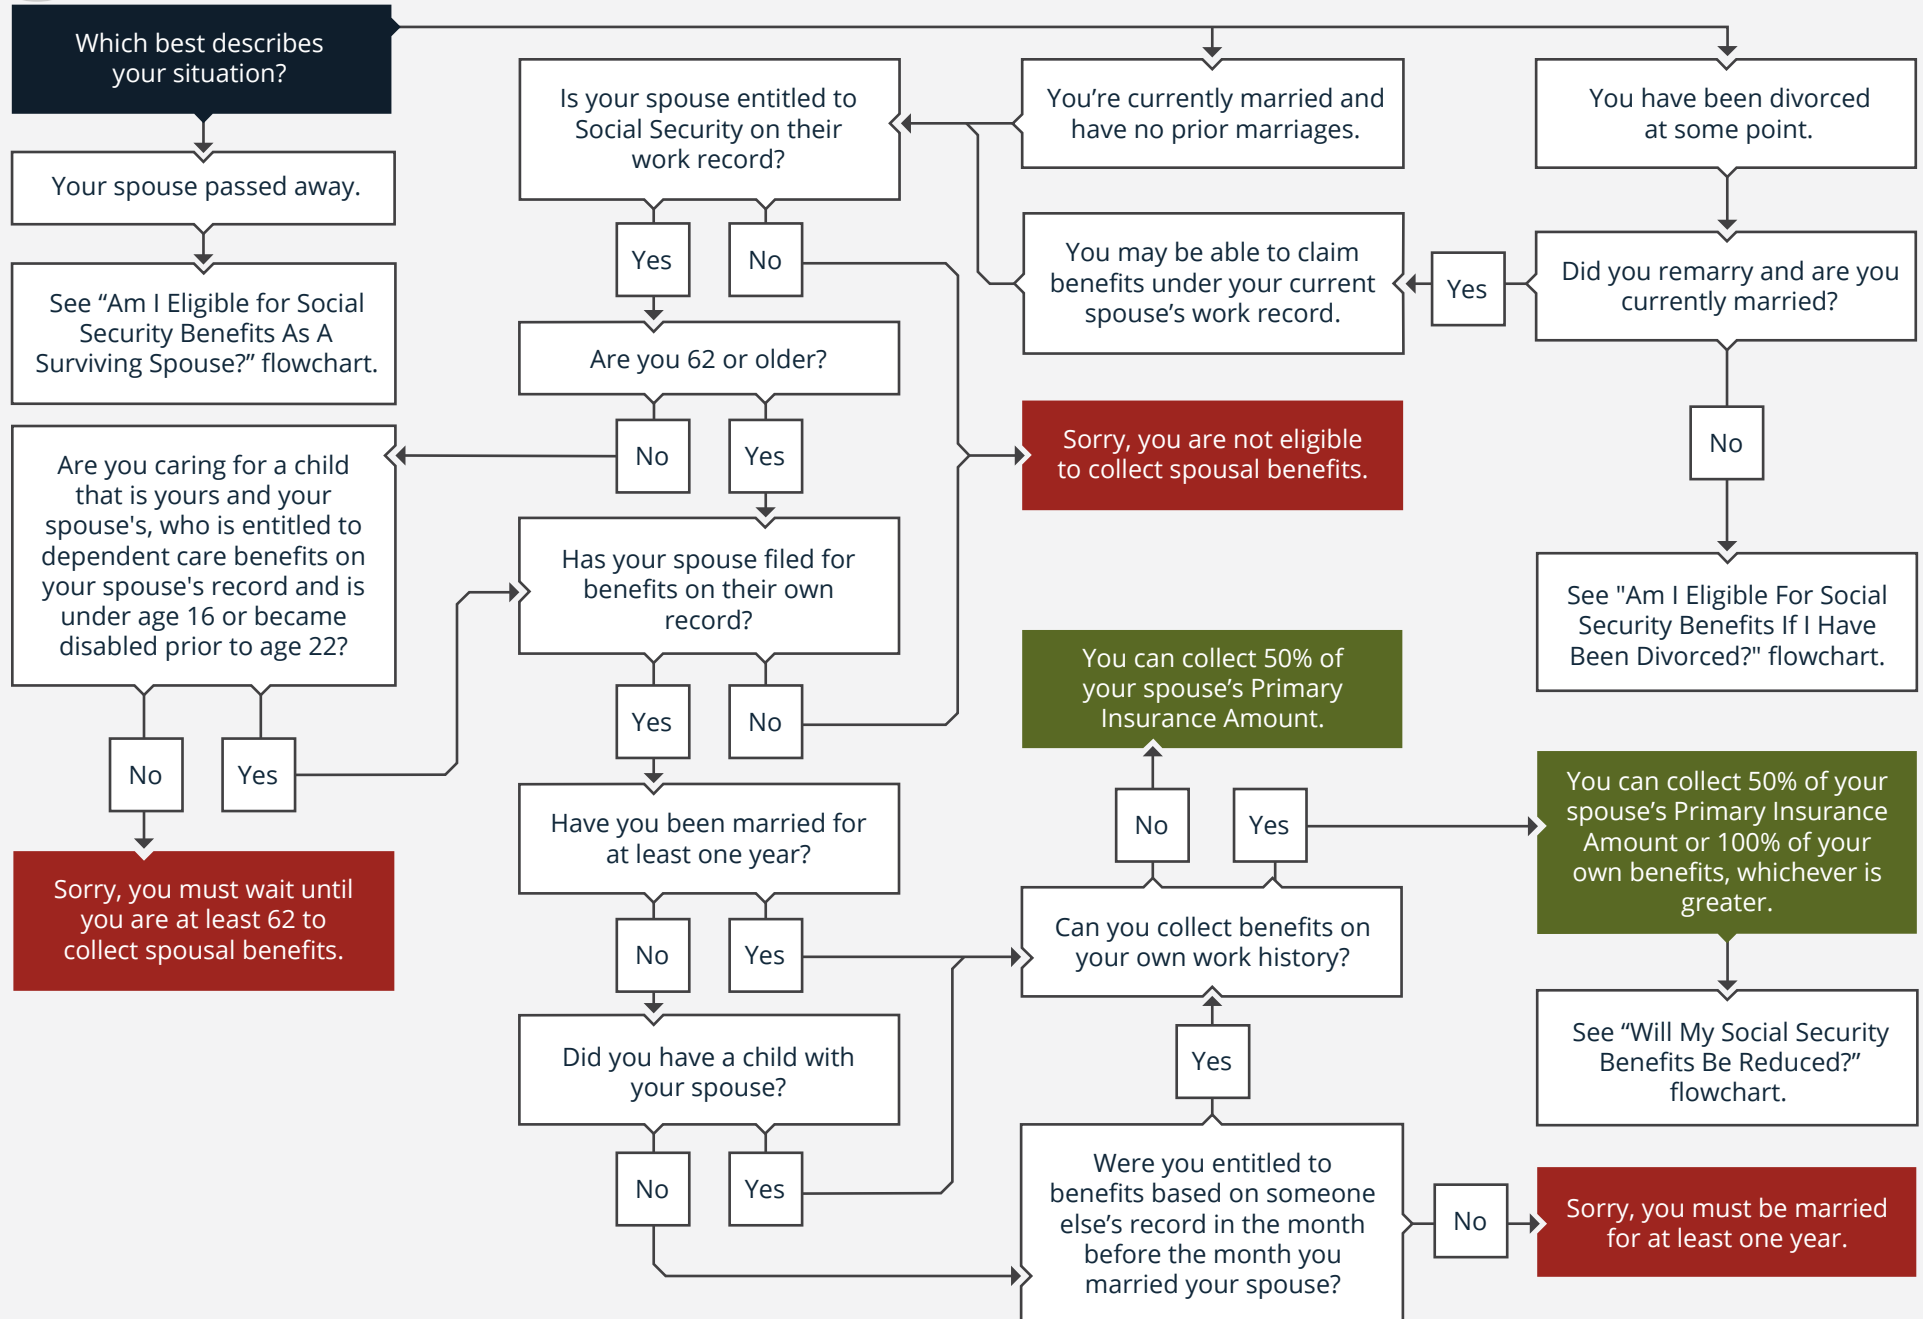 Which best describes
your situation?
Your spouse passed away.
See “Am I Eligible for Social
Security Benefits As A
Surviving Spouse?” flowchart.
You’re currently married and
have no prior marriages.
You have been divorced
at some point.
Did you remarry and are you
currently married?
Yes
No
You may be able to claim
benefits under your current
spouse’s work record.
See "Am I Eligible For Social
Security Benefits If I Have
Been Divorced?" flowchart.
Is your spouse entitled to
Social Security on their
work record?
Yes
No
Are you 62 or older?
No
Yes
Sorry, you are not eligible
to collect spousal benefits.
Are you caring for a child
that is yours and your
spouse's, who is entitled to
dependent care benefits on
your spouse's record and is
under age 16 or became
disabled prior to age 22?
No
Yes
Sorry, you must wait until
you are at least 62 to
collect spousal benefits.
Has your spouse filed for
benefits on their own
record?
Yes
No
Have you been married for
at least one year?
No
Yes
Did you have a child with
your spouse?
No
Yes
Were you entitled to
benefits based on someone
else’s record in the month
before the month you
married your spouse?
Yes
No
Sorry, you must be married
for at least one year.
Can you collect benefits on
your own work history?
No
Yes
You can collect 50% of
your spouse’s Primary
Insurance Amount.
You can collect 50% of your
spouse’s Primary Insurance
Amount or 100% of your
own benefits, whichever is
greater.
See “Will My Social Security
Benefits Be Reduced?”
flowchart.